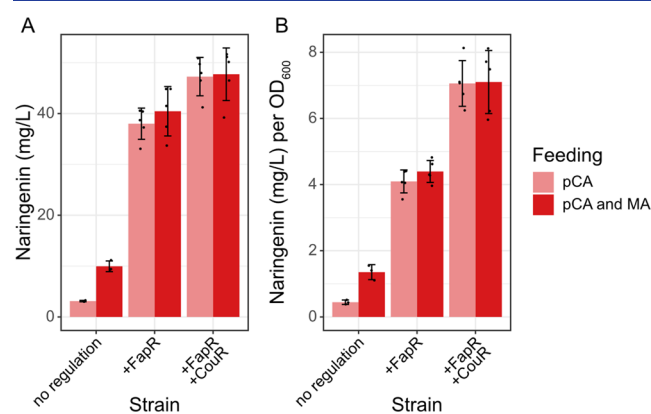 A
Naringenin (mg/L)
40
20
0
no regulation
+FapR
+FapR
+CouR
Strain
B
Naringenin (mg/L) per OD600
8
6
4
2
0
no regulation
+FapR
+FapR
+CouR
Strain
Feeding
pCA
pCA and MA